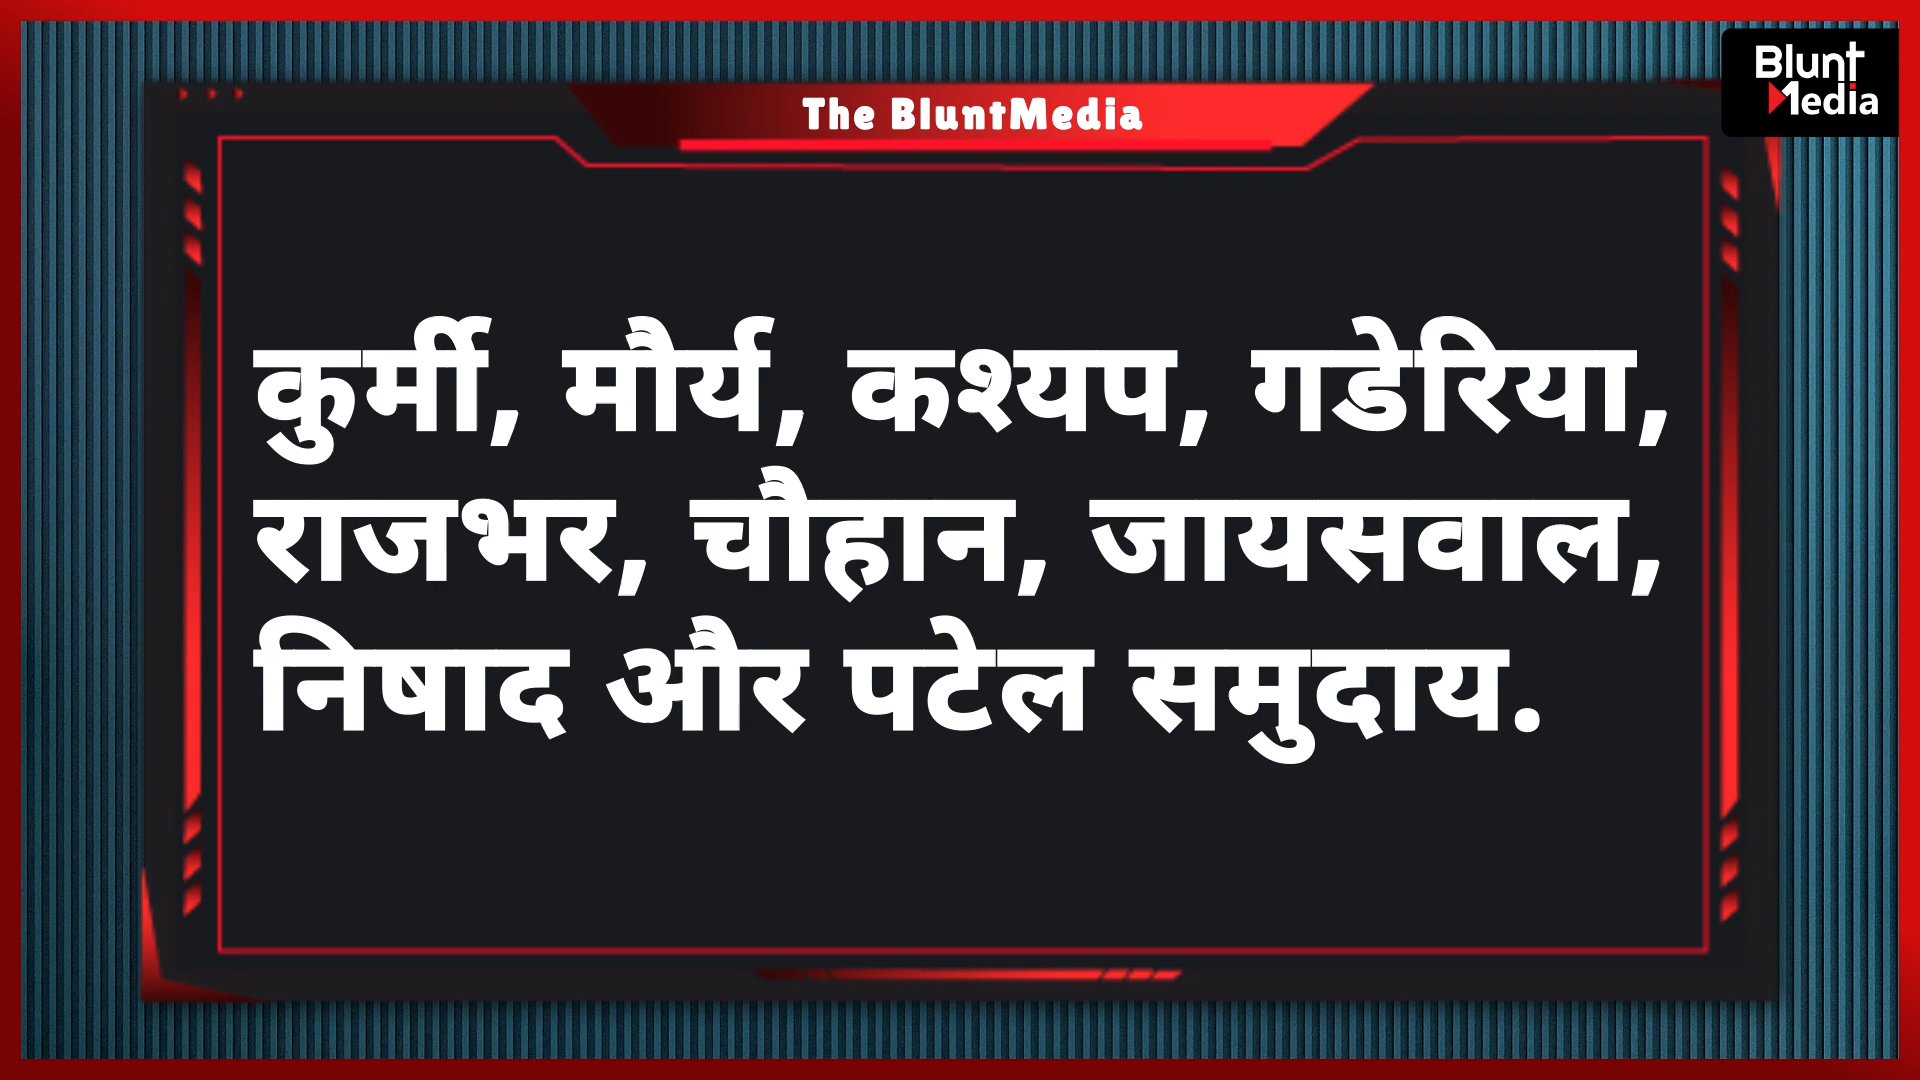 Blunt
Media
The BluntMedia
कुर्मी, मौर्य, कश्यप, गडेरिया,
राजभर, चौहान, जायसवाल,
निषाद और पटेल समुदाय.